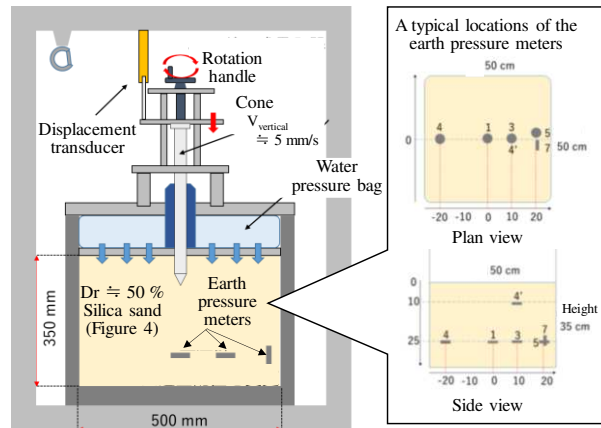 Rotation
handle
Cone
V vertical
≒ 5 mm/s
Displacement
transducer
Water
pressure bag
Dr ≒ 50 %
Silica sand
(Figure 4)
Earth
pressure
meters
350 mm
500 mm
A typical locations of the
earth pressure meters
50 cm
0
4
1
3
4'
5
7
50 cm
-20
-10
0
10
20
Plan view
50 cm
0
10
25
4'
4
1
3
5
7
Height
35 cm
-20
-10
0
10
20
Side view